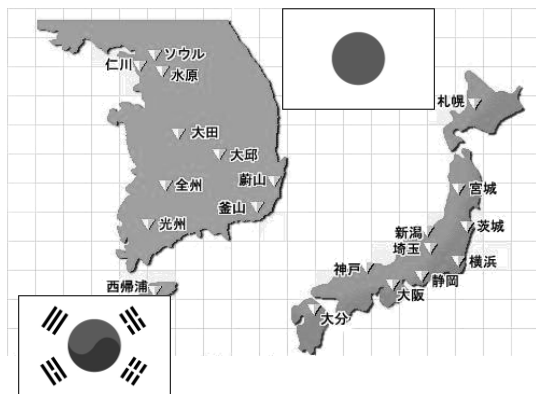 ソウル
仁川
水原
大田
大邱
全州
蔚山
釜山
光州
西帰浦
札幌
宮城
新潟
茨城
埼玉
神戸
横浜
静岡
大阪
大分